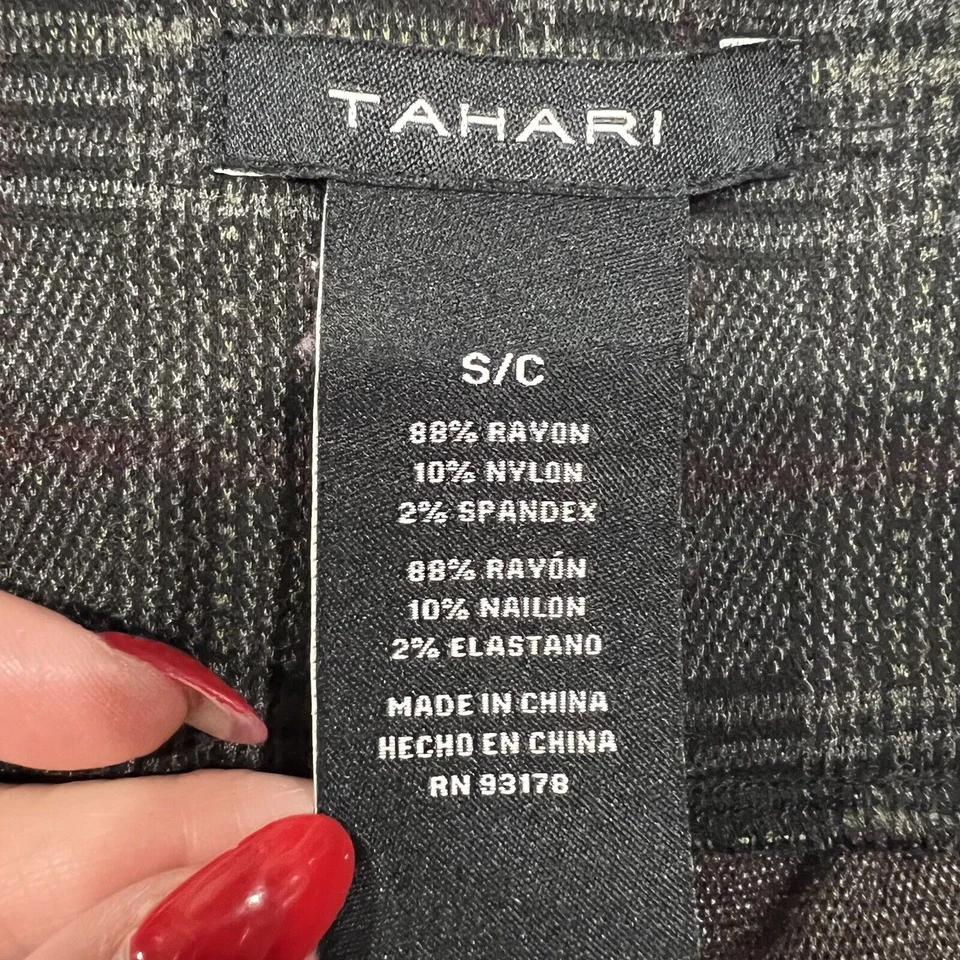 TAHARI
S/C
88% RAYON
10% NYLON
2% SPANDEX
88% RAYÓN
10% NAILON
2% ELASTANO
MADE IN CHINA
HECHO EN CHINA
RN 93178